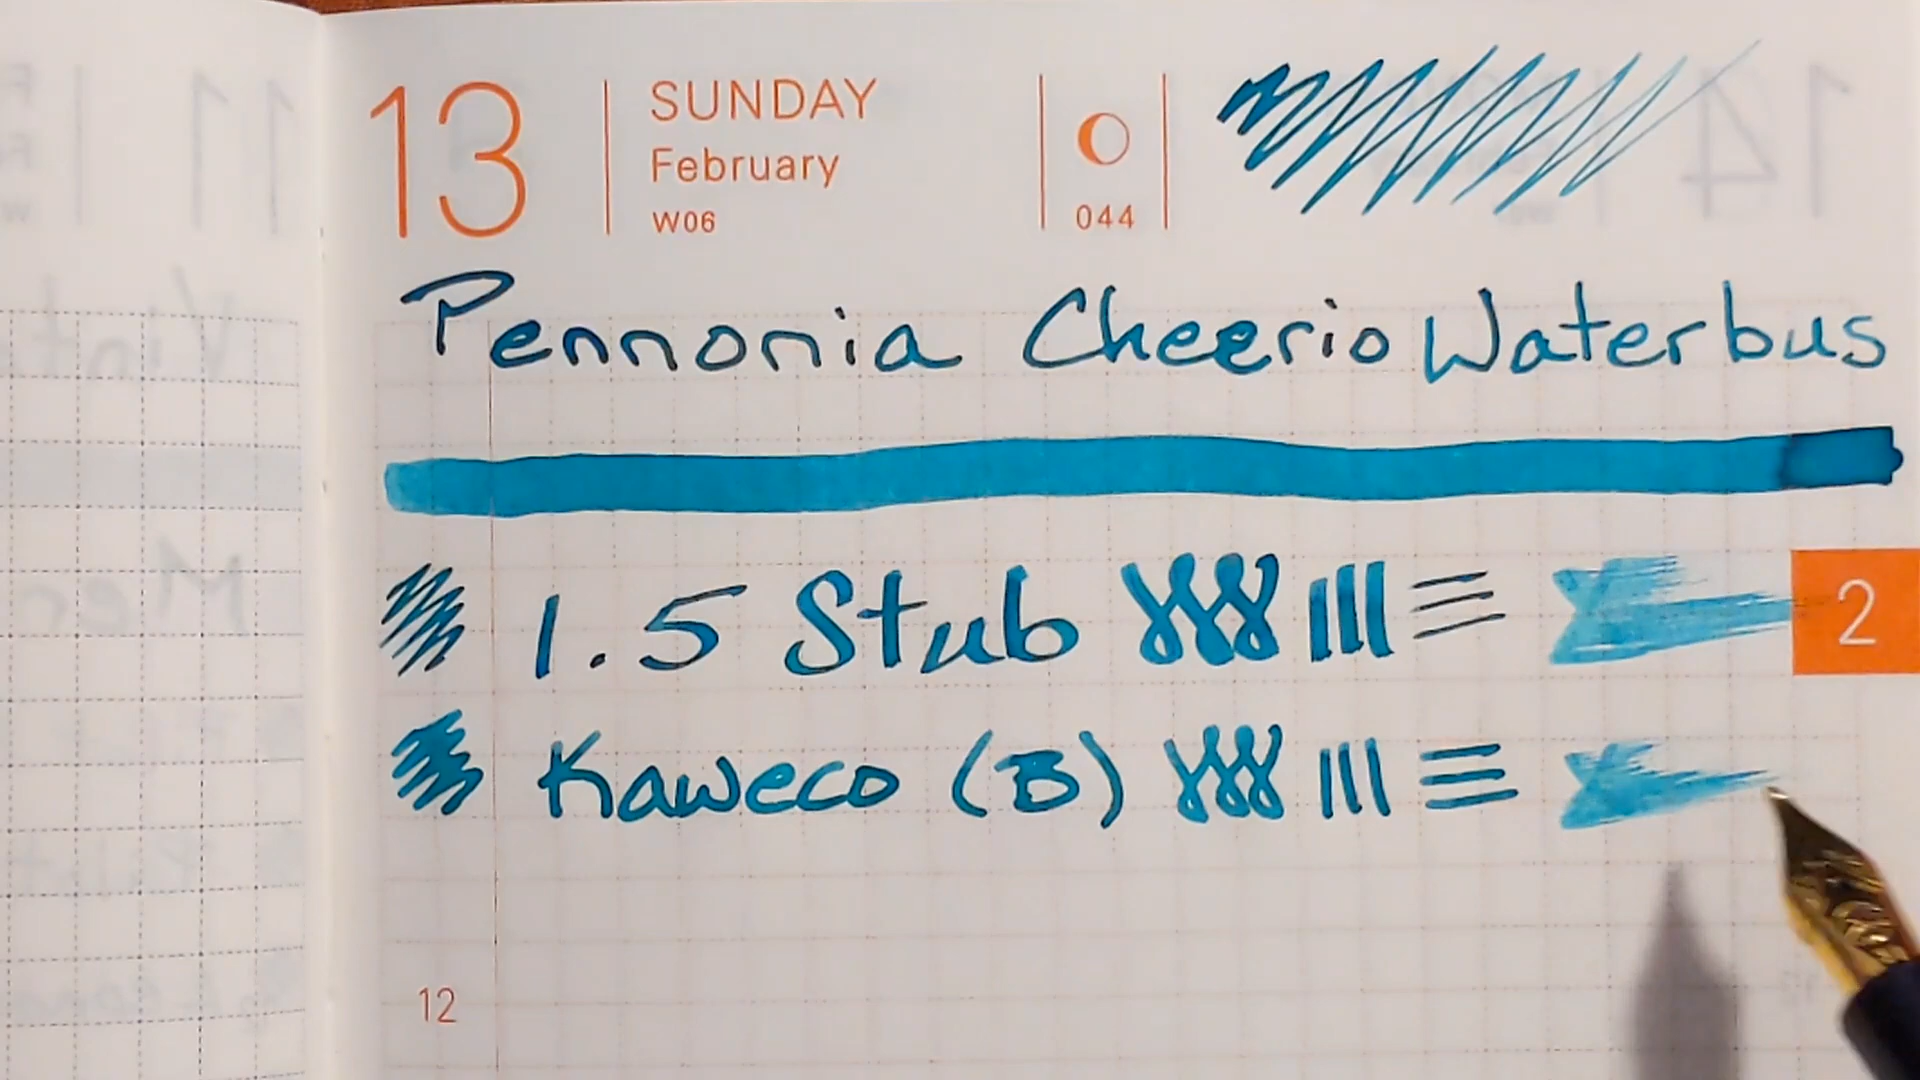 13
SUNDAY
February
W06
044
Pennonia Cheerio Waterbus
1.5 Stub
2
Kaweco (B)
12